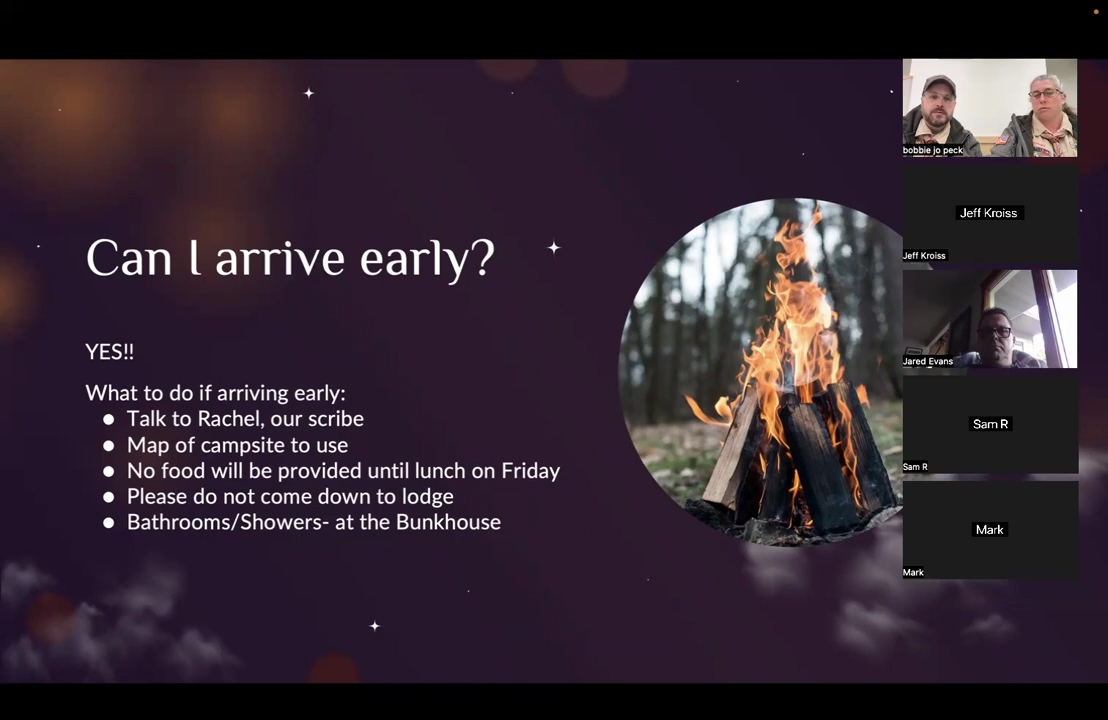 Can I arrive early?
YES!!
What to do if arriving early:
● Talk to Rachel, our scribe
● Map of campsite to use
● No food will be provided until lunch on Friday
● Please do not come down to lodge
● Bathrooms/Showers- at the Bunkhouse
bobbie jo peck
Jeff Kroiss
Jeff Kroiss
Jared Evans
Sam R
Sam R
Mark
Mark